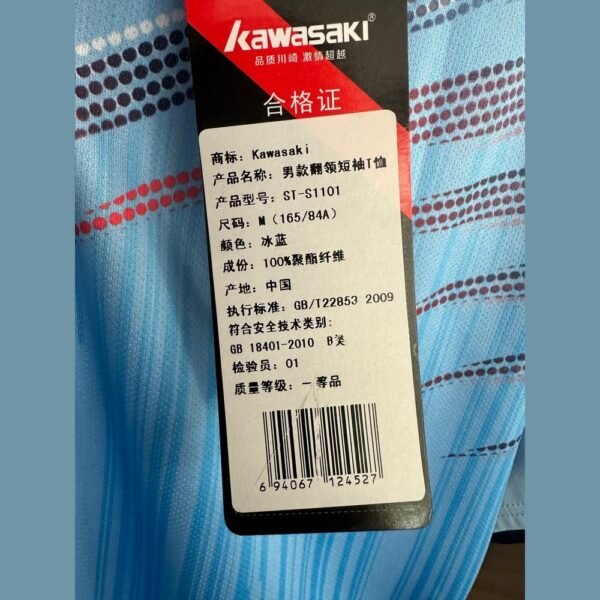 Kawasaki®
品质川崎 激情超越
合格证
商标: Kawasaki
产品名称: 男款翻领短袖T恤
产品型号: ST-S1101
尺码: M (165/84A)
颜色: 冰蓝
成份: 100%聚酯纤维
产地: 中国
执行标准: GB/T22853 2009
符合安全技术类别:
GB 18401-2010 B类
检验员: 01
质量等级: 一等品
6 94067 124527